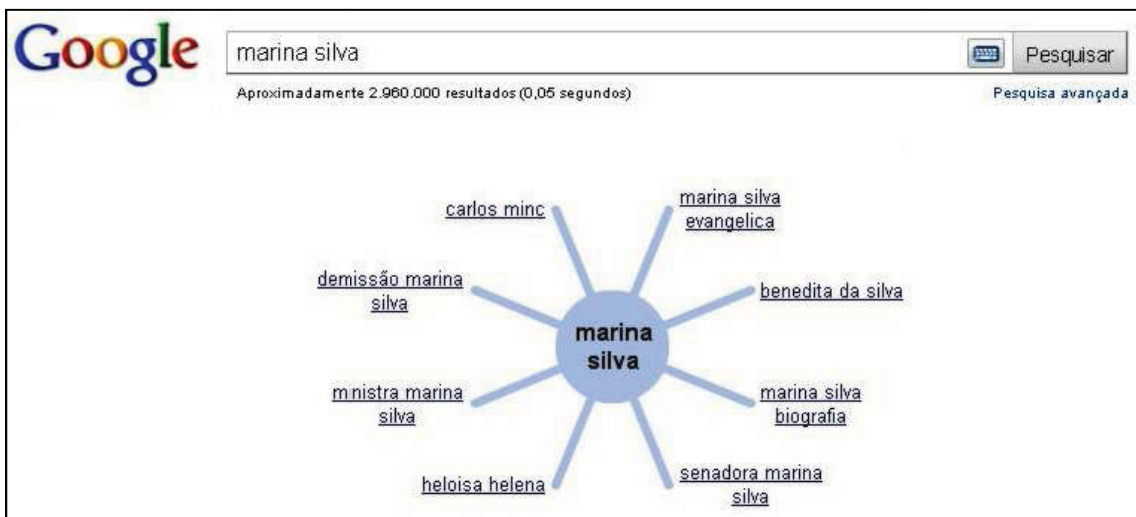 Google
marina silva
Pesquisar
Aproximadamente 2.960.000 resultados (0,05 segundos)
Pesquisa avançada
carlos minc
marina silva
evangelica
demissão marina
silva
benedita da silva
marina
silva
ministra marina
silva
marina silva
biografia
heloisa helena
senadora marina
silva